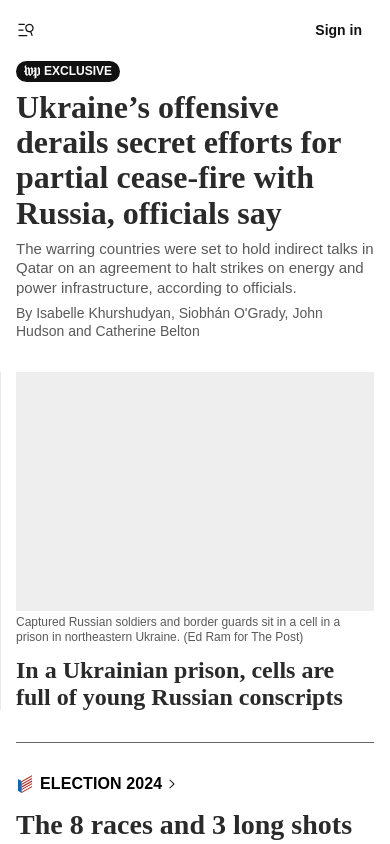 Sign in
wp EXCLUSIVE
Ukraine’s offensive
derails secret efforts for
partial cease-fire with
Russia, officials say
The warring countries were set to hold indirect talks in
Qatar on an agreement to halt strikes on energy and
power infrastructure, according to officials.
By Isabelle Khurshudyan, Siobhán O'Grady, John
Hudson and Catherine Belton
Captured Russian soldiers and border guards sit in a cell in a
prison in northeastern Ukraine. (Ed Ram for The Post)
In a Ukrainian prison, cells are
full of young Russian conscripts
ELECTION 2024
The 8 races and 3 long shots